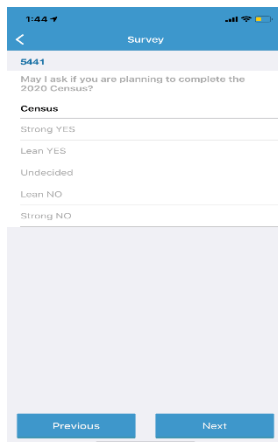 1:44
Survey
5441
May I ask if you are planning to complete the
2020 Census?
Census
Strong YES
Lean YES
Undecided
Lean NO
Strong NO
Previous
Next